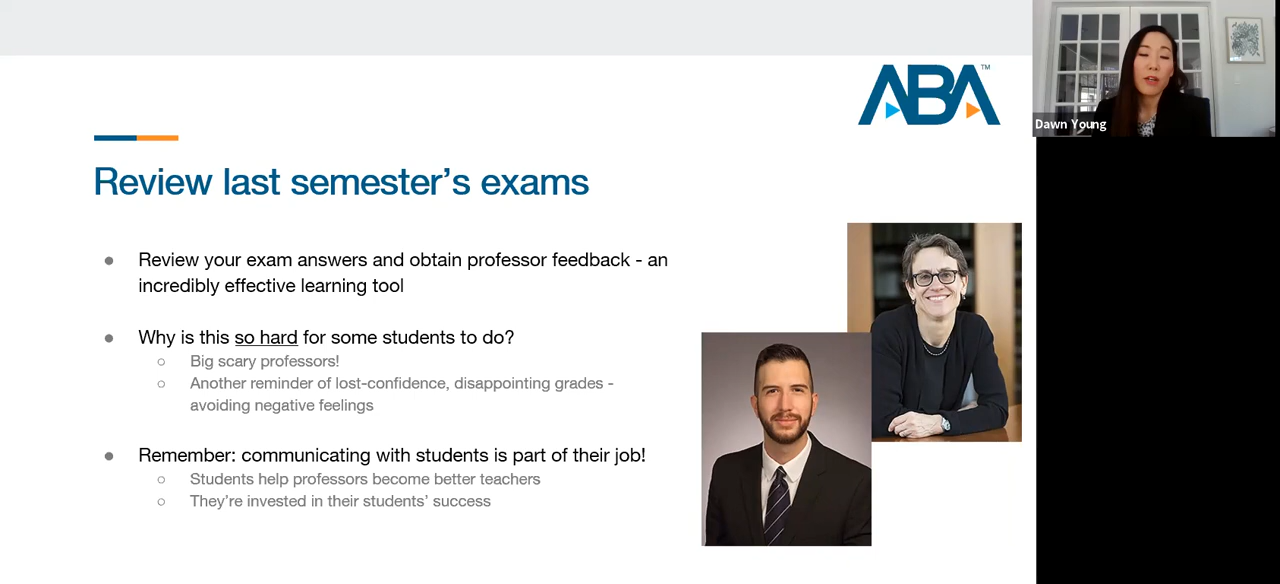 ABA™
Dawn Young
Review last semester’s exams
● Review your exam answers and obtain professor feedback - an
incredibly effective learning tool
● Why is this so hard for some students to do?
○ Big scary professors!
○ Another reminder of lost-confidence, disappointing grades -
avoiding negative feelings
● Remember: communicating with students is part of their job!
○ Students help professors become better teachers
○ They’re invested in their students’ success